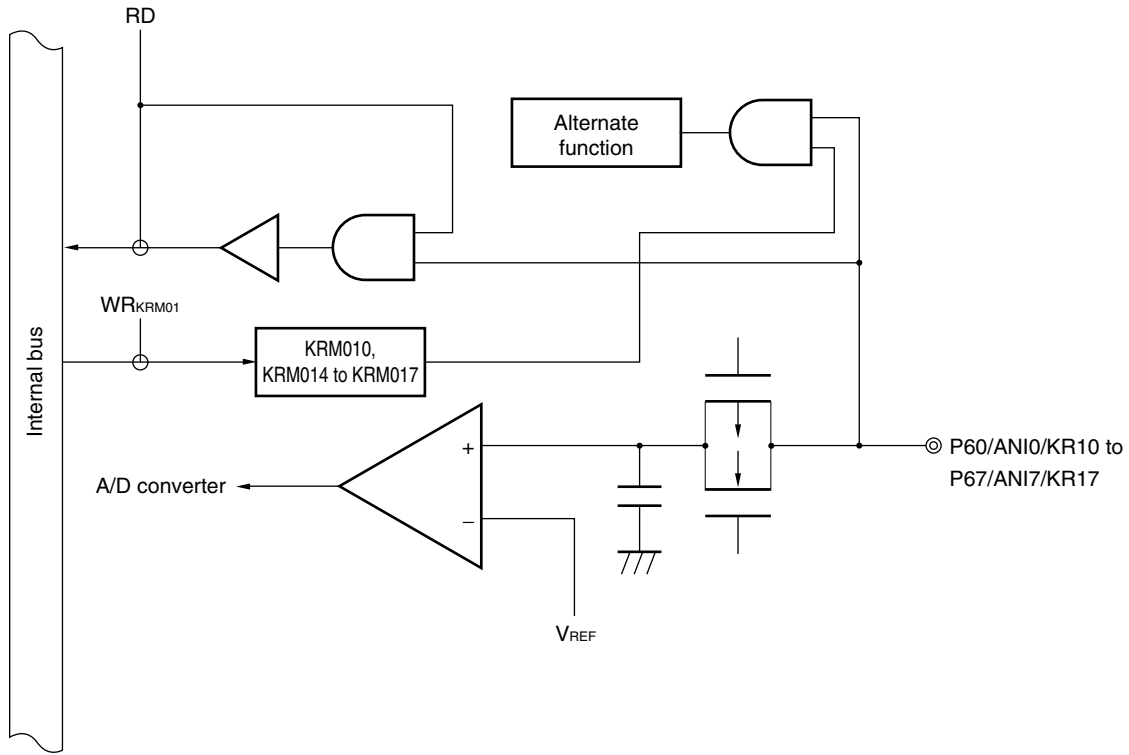 RD
Alternate
function
WRKRM01
KRM010,
KRM014 to KRM017
Internal bus
+
P60/ANI0/KR10 to
P67/ANI7/KR17
A/D converter
−
VREF